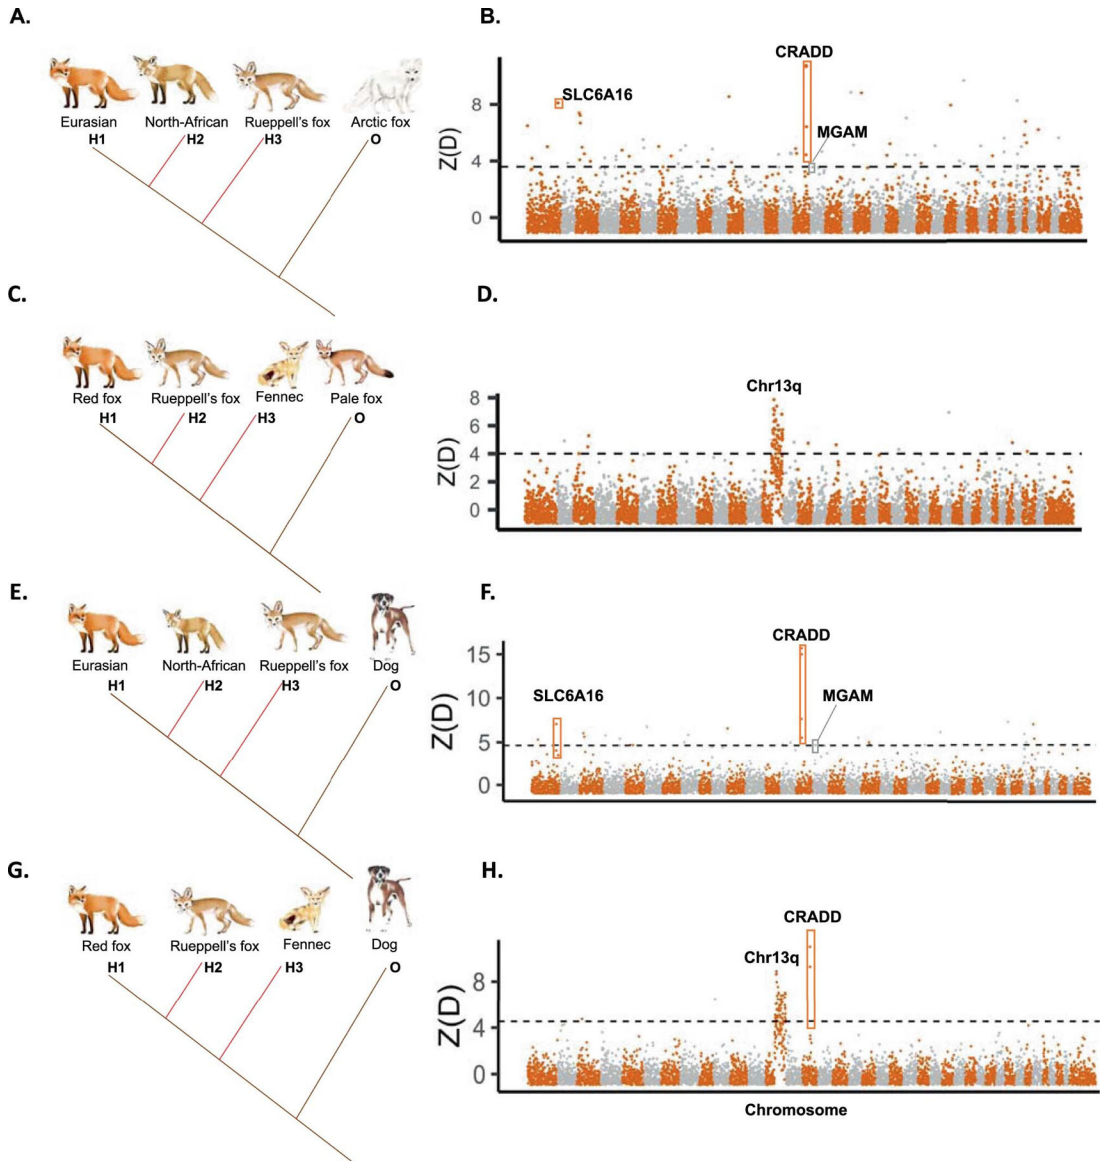 A.
Eurasian North-African Rueppell's fox Arctic fox
H1 H2 H3 O
B.
CRADD
SLC6A16
MGAM
Z(D)
8
4
0
C.
Red fox Rueppell's fox Fennec Pale fox
H1 H2 H3 O
D.
Chr13q
Z(D)
8
6
4
2
0
E.
Eurasian North-African Rueppell's fox Dog
H1 H2 H3 O
F.
CRADD
SLC6A16 MGAM
Z(D)
15
10
5
0
G.
Red fox Rueppell's fox Fennec Dog
H1 H2 H3 O
H.
CRADD
Chr13q
Z(D)
8
4
0
Chromosome